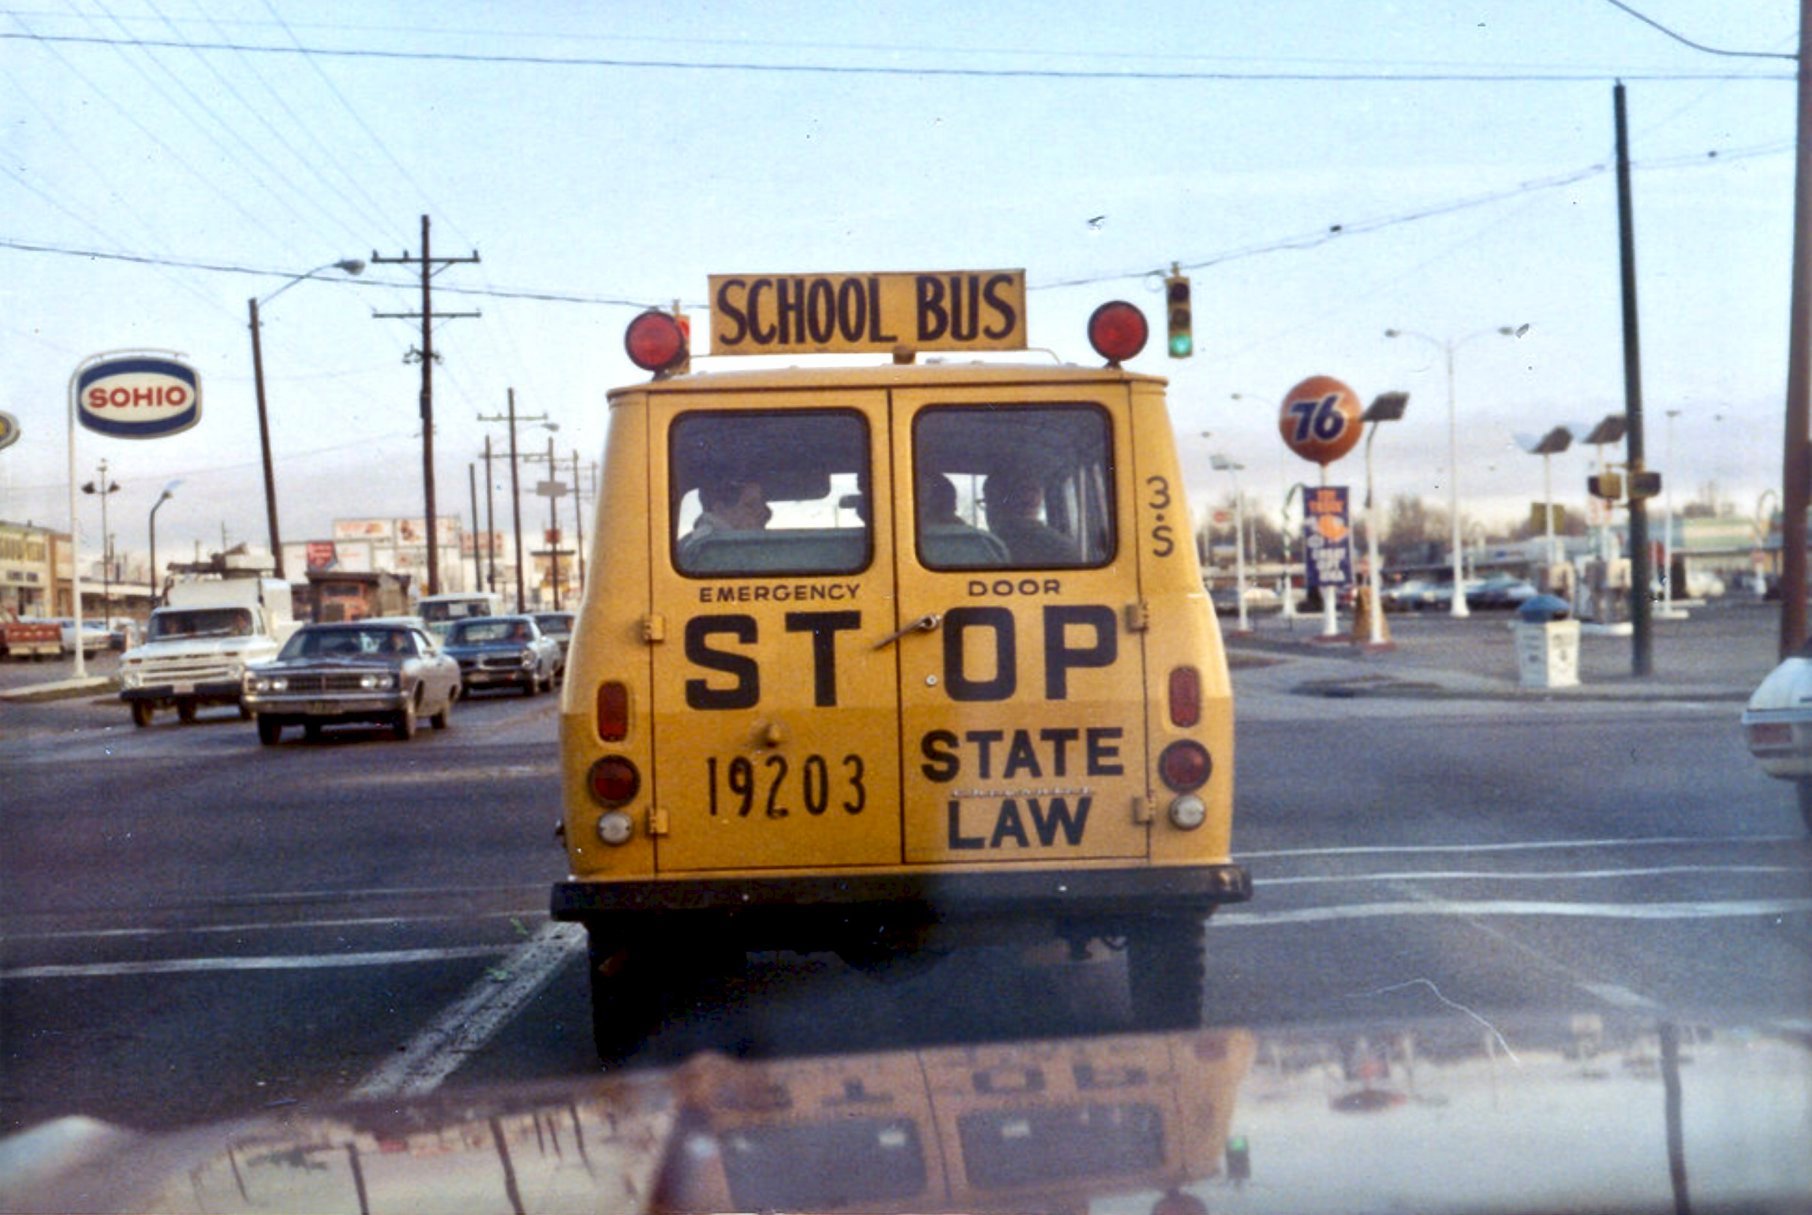 SCHOOL BUS
SOHIO
76
3·S
EMERGENCY DOOR
STOP
STATE
19203
LAW